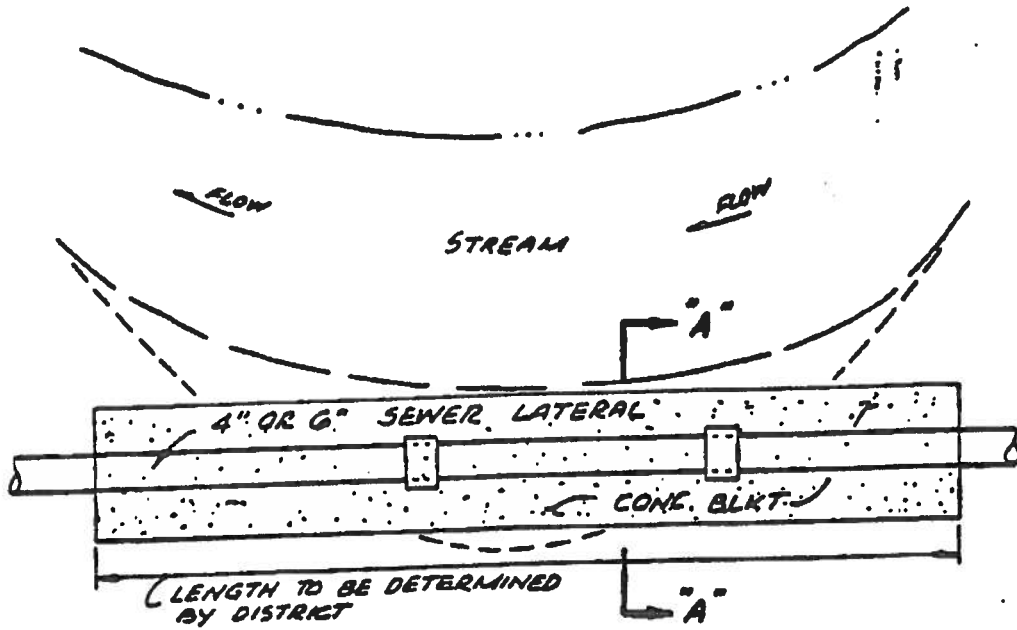 FLOW
FLOW
STREAM
"A"
4" OR 6" SEWER LATERAL
CONC. BLKT.
LENGTH TO BE DETERMINED
BY DISTRICT
"A"